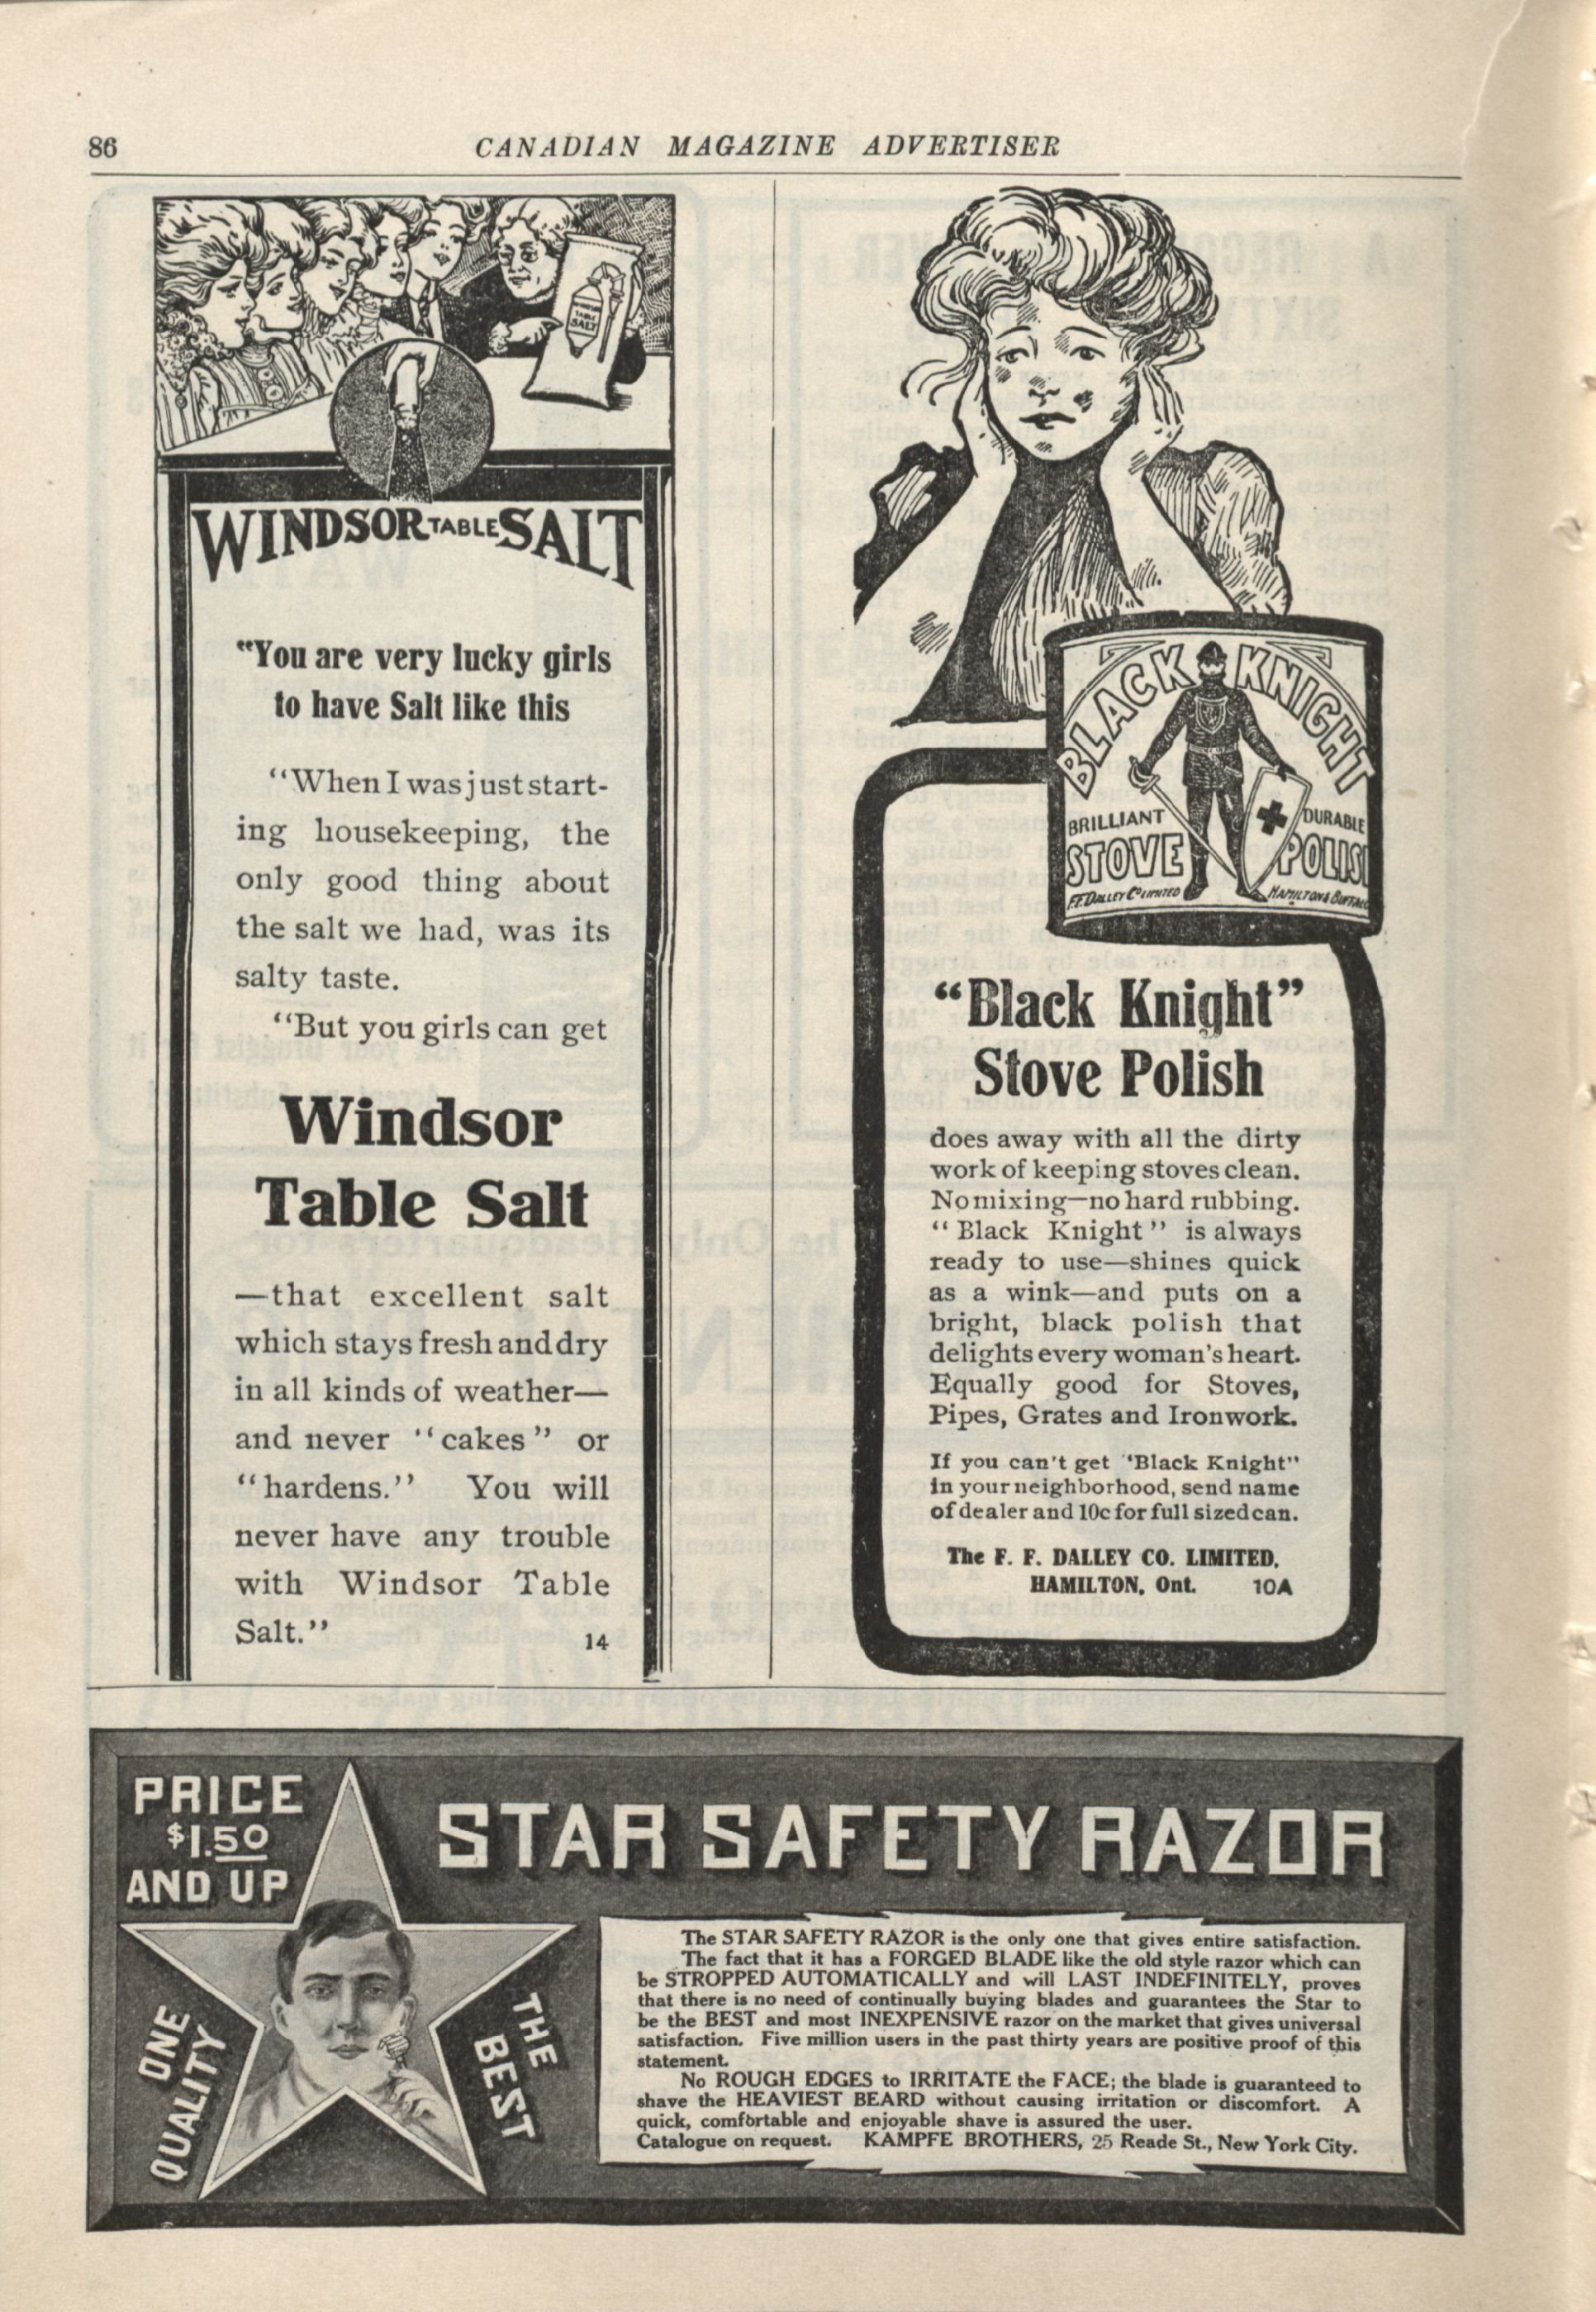 86
CANADIAN MAGAZINE ADVERTISER
TABLE
SALT
WINDSOR TABLE SALT
"You are very lucky girls
to have Salt like this
"When I was just start-
ing housekeeping, the
only good thing about
the salt we had, was its
salty taste.
"But you girls can get
Windsor
Table Salt
—that excellent salt
which stays fresh and dry
in all kinds of weather—
and never "cakes" or
"hardens." You will
never have any trouble
with Windsor Table
Salt."
14
BLACK KNIGHT
BRILLIANT DURABLE
STOVE POLIS
F.F. DALLEY CO LIMITED HAMILTON & BUFFALO
"Black Knight"
Stove Polish
does away with all the dirty
work of keeping stoves clean.
No mixing—no hard rubbing.
"Black Knight" is always
ready to use—shines quick
as a wink—and puts on a
bright, black polish that
delights every woman's heart.
Equally good for Stoves,
Pipes, Grates and Ironwork.
If you can't get "Black Knight"
in your neighborhood, send name
of dealer and 10c for full sized can.
The F. F. DALLEY CO. LIMITED,
HAMILTON, Ont. 10A
PRICE
$1.50
AND UP
ONE
QUALITY
THE
BEST
STAR SAFETY RAZOR
The STAR SAFETY RAZOR is the only one that gives entire satisfaction.
The fact that it has a FORGED BLADE like the old style razor which can
be STROPPED AUTOMATICALLY and will LAST INDEFINITELY, proves
that there is no need of continually buying blades and guarantees the Star to
be the BEST and most INEXPENSIVE razor on the market that gives universal
satisfaction. Five million users in the past thirty years are positive proof of this
statement.
No ROUGH EDGES to IRRITATE the FACE; the blade is guaranteed to
shave the HEAVIEST BEARD without causing irritation or discomfort. A
quick, comfortable and enjoyable shave is assured the user.
Catalogue on request. KAMPFE BROTHERS, 25 Reade St., New York City.